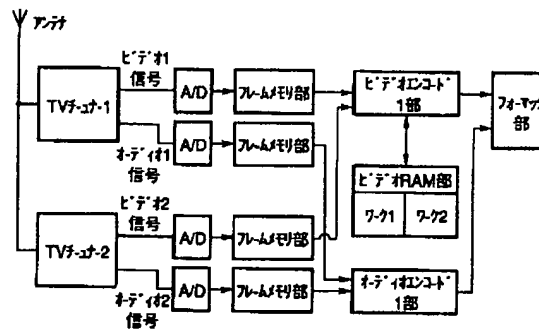 アンテナ
ビデオ1
信号
TVチューナー1
A/D
フレームメモリ部
ビデオエンコード
1部
フォーマット
部
オーディオ1
信号
A/D
フレームメモリ部
ビデオRAM部
ワーク1
ワーク2
ビデオ2
信号
TVチューナー2
A/D
フレームメモリ部
オーディオ2
信号
A/D
フレームメモリ部
オーディオエンコード
1部